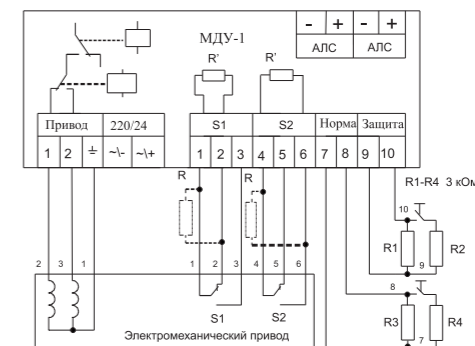 - + - +
МДУ-1
АЛС АЛС
R' R'
Привод 220/24 S1 S2 Норма Защита
1 2 ⏚ ~\- ~\+ 1 2 3 4 5 6 7 8 9 10
R R R1-R4 3 кОм
10
R1 R2
2 3 1 1 2 3 4 5 6 9
8
S1 S2 R3 R4
Электромеханический привод 7